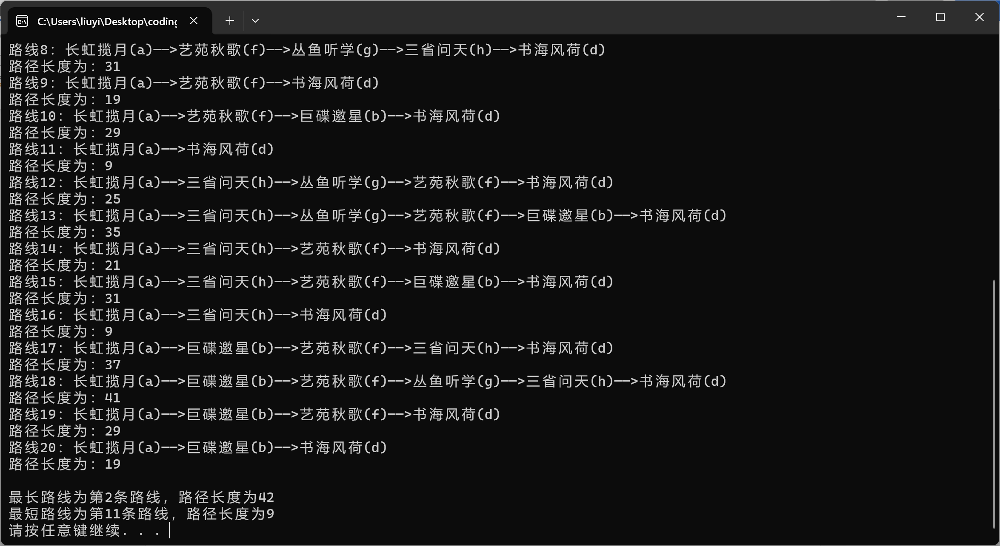 C:\Users\liuyi\Desktop\coding
路线8：长虹揽月(a)-->艺苑秋歌(f)-->丛鱼听学(g)-->三省问天(h)-->书海风荷(d)
路径长度为：31
路线9：长虹揽月(a)-->艺苑秋歌(f)-->书海风荷(d)
路径长度为：19
路线10：长虹揽月(a)-->艺苑秋歌(f)-->巨碟邀星(b)-->书海风荷(d)
路径长度为：29
路线11：长虹揽月(a)-->书海风荷(d)
路径长度为：9
路线12：长虹揽月(a)-->三省问天(h)-->丛鱼听学(g)-->艺苑秋歌(f)-->书海风荷(d)
路径长度为：25
路线13：长虹揽月(a)-->三省问天(h)-->丛鱼听学(g)-->艺苑秋歌(f)-->巨碟邀星(b)-->书海风荷(d)
路径长度为：35
路线14：长虹揽月(a)-->三省问天(h)-->艺苑秋歌(f)-->书海风荷(d)
路径长度为：21
路线15：长虹揽月(a)-->三省问天(h)-->艺苑秋歌(f)-->巨碟邀星(b)-->书海风荷(d)
路径长度为：31
路线16：长虹揽月(a)-->三省问天(h)-->书海风荷(d)
路径长度为：9
路线17：长虹揽月(a)-->巨碟邀星(b)-->艺苑秋歌(f)-->三省问天(h)-->书海风荷(d)
路径长度为：37
路线18：长虹揽月(a)-->巨碟邀星(b)-->艺苑秋歌(f)-->丛鱼听学(g)-->三省问天(h)-->书海风荷(d)
路径长度为：41
路线19：长虹揽月(a)-->巨碟邀星(b)-->艺苑秋歌(f)-->书海风荷(d)
路径长度为：29
路线20：长虹揽月(a)-->巨碟邀星(b)-->书海风荷(d)
路径长度为：19
最长路线为第2条路线，路径长度为42
最短路线为第11条路线，路径长度为9
请按任意键继续. . .